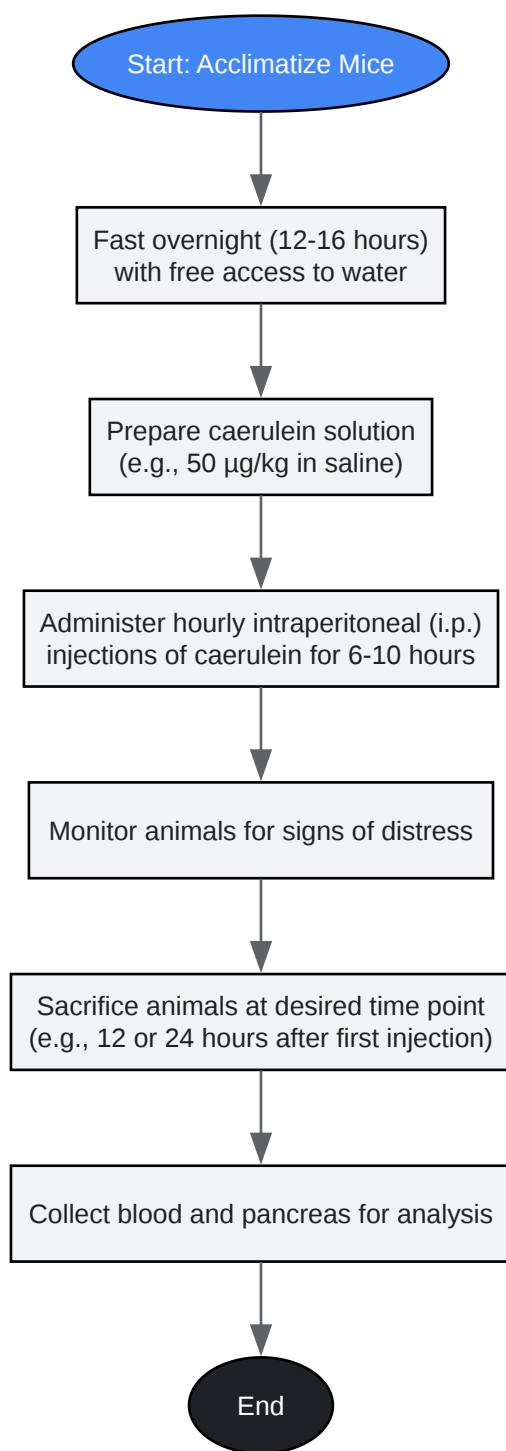 Start: Acclimatize Mice
Fast overnight (12-16 hours)
with free access to water
Prepare caerulein solution
(e.g., 50 µg/kg in saline)
Administer hourly intraperitoneal (i.p.)
injections of caerulein for 6-10 hours
Monitor animals for signs of distress
Sacrifice animals at desired time point
(e.g., 12 or 24 hours after first injection)
Collect blood and pancreas for analysis
End